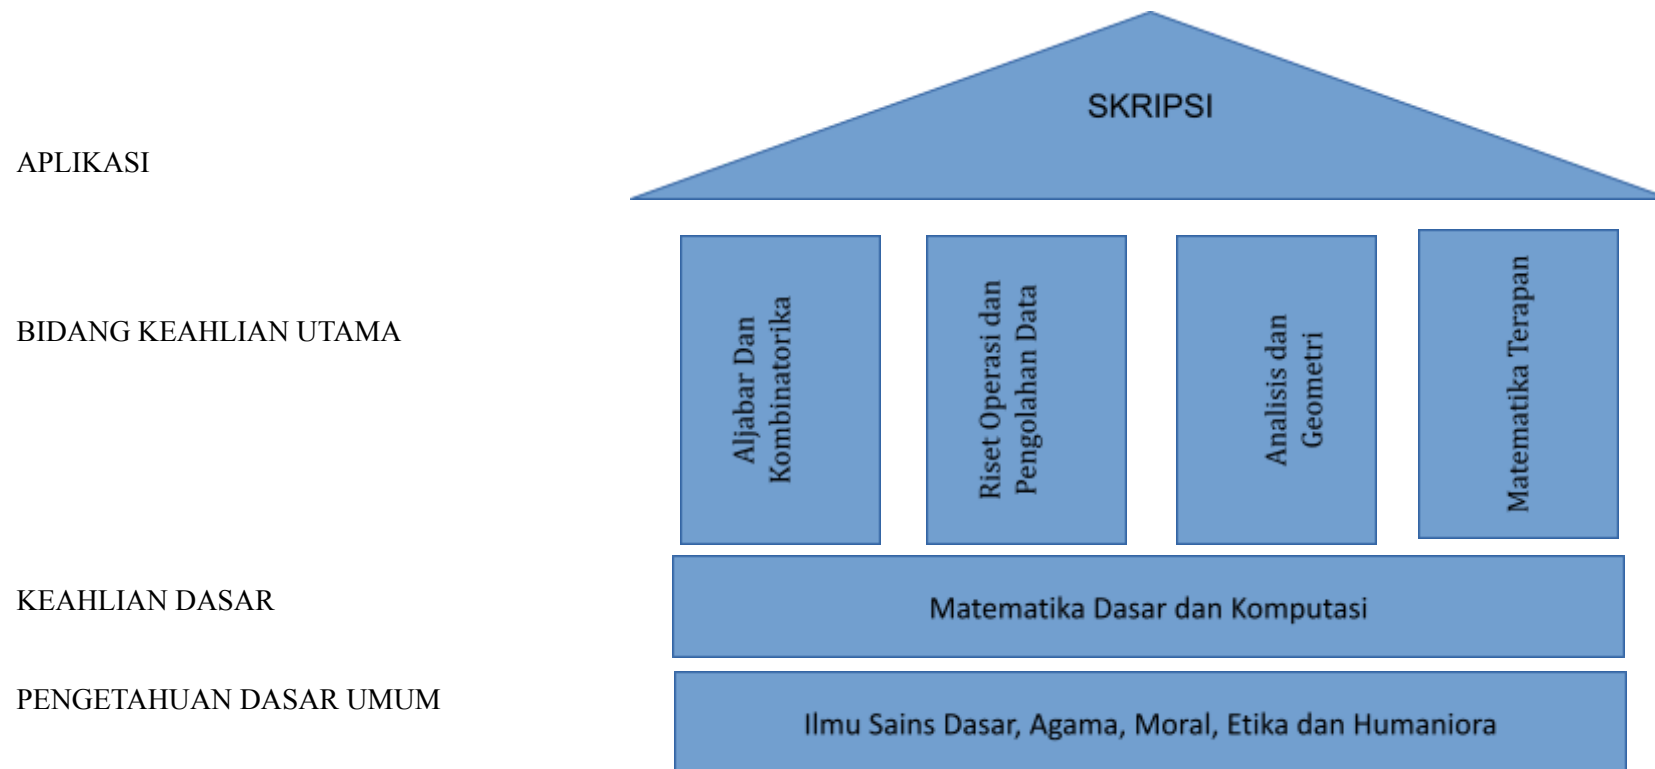 SKRIPSI
APLIKASI
BIDANG KEAHLIAN UTAMA
Aljabar Dan
Kombinatorika
Riset Operasi dan
Pengolahan Data
Analisis dan
Geometri
Matematika Terapan
KEAHLIAN DASAR
Matematika Dasar dan Komputasi
PENGETAHUAN DASAR UMUM
Ilmu Sains Dasar, Agama, Moral, Etika dan Humaniora